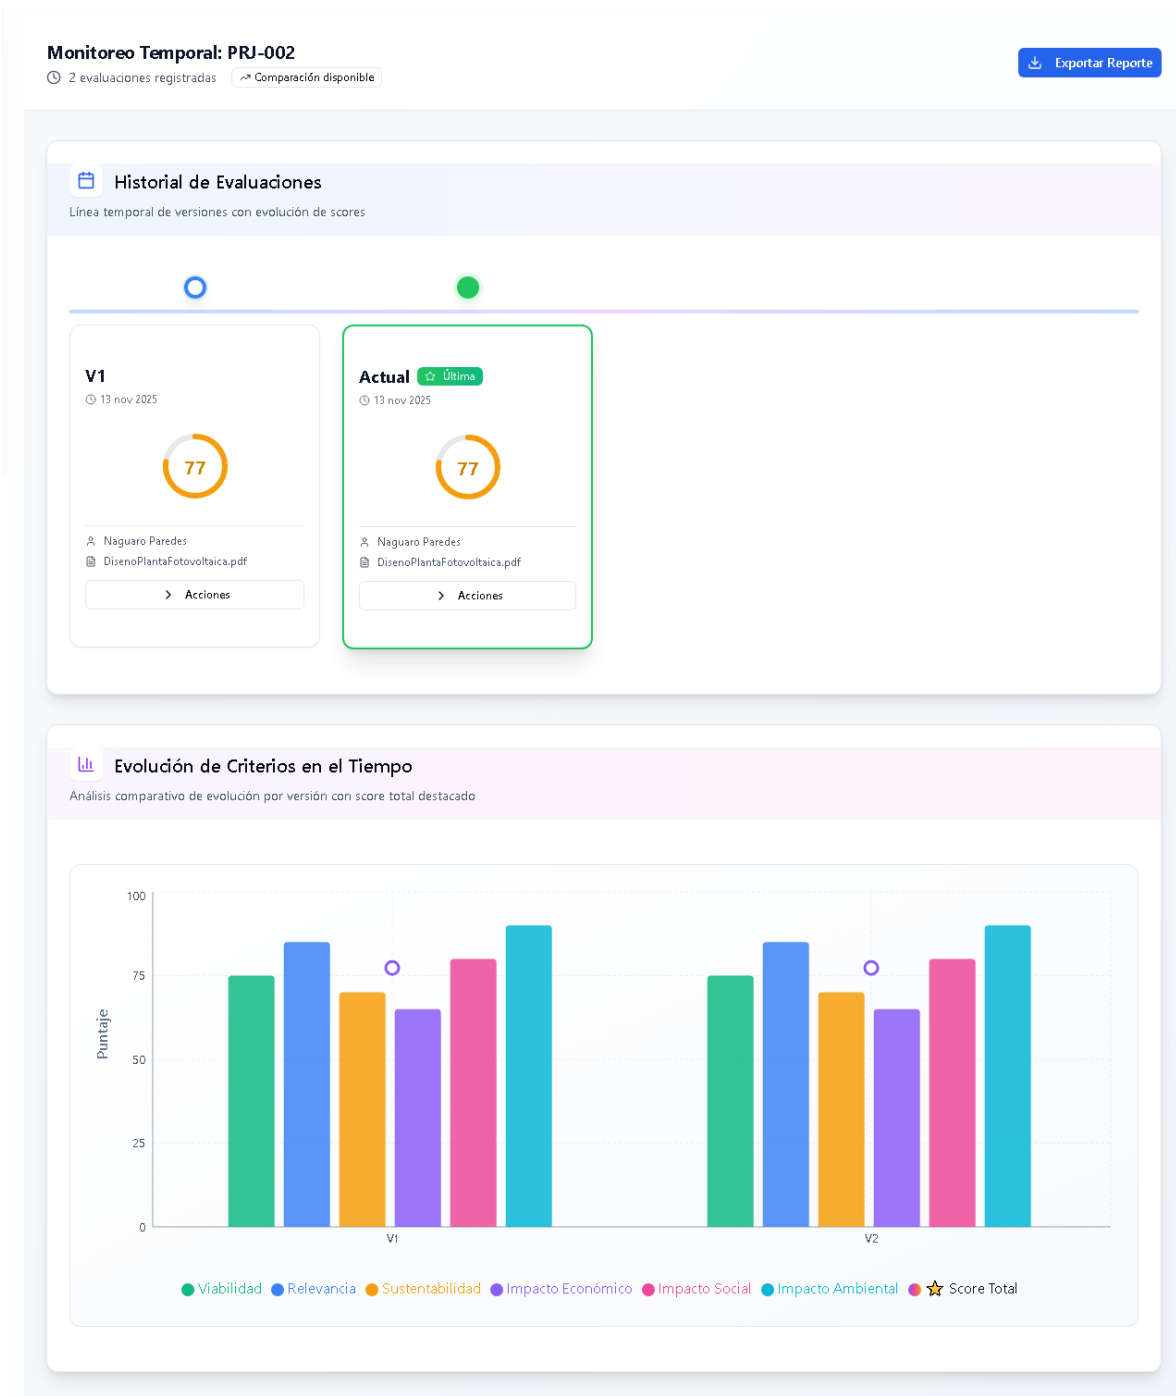 Monitoreo Temporal: PRJ-002
2 evaluaciones registradas
Comparación disponible
Exportar Reporte
Historial de Evaluaciones
Línea temporal de versiones con evolución de scores
V1
13 nov 2025
77
Naguaro Paredes
DisenoPlantaFotovoltaica.pdf
Acciones
Actual
Última
13 nov 2025
77
Naguaro Paredes
DisenoPlantaFotovoltaica.pdf
Acciones
Evolución de Criterios en el Tiempo
Análisis comparativo de evolución por versión con score total destacado
Puntaje
100
75
50
25
0
V1
V2
Viabilidad
Relevancia
Sustentabilidad
Impacto Económico
Impacto Social
Impacto Ambiental
Score Total